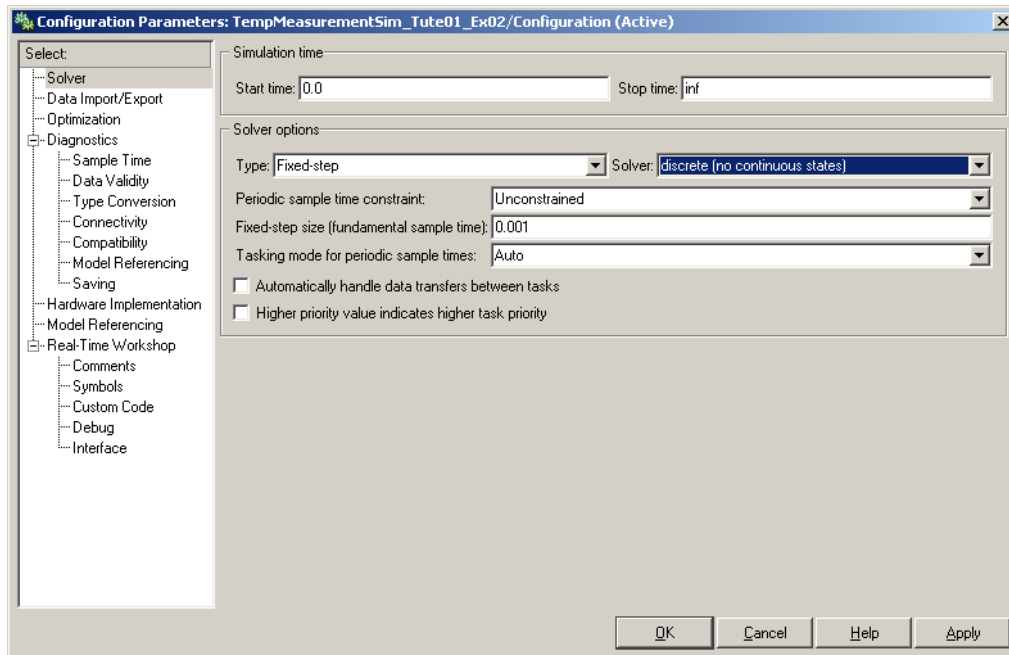 Configuration Parameters: TempMeasurementSim_Tute01_Ex02/Configuration (Active)
Select:
Solver
Data Import/Export
Optimization
Diagnostics
Sample Time
Data Validity
Type Conversion
Connectivity
Compatibility
Model Referencing
Saving
Hardware Implementation
Model Referencing
Real-Time Workshop
Comments
Symbols
Custom Code
Debug
Interface
Simulation time
Start time: 0.0 Stop time: inf
Solver options
Type: Fixed-step Solver: discrete (no continuous states)
Periodic sample time constraint: Unconstrained
Fixed-step size (fundamental sample time): 0.001
Tasking mode for periodic sample times: Auto
Automatically handle data transfers between tasks
Higher priority value indicates higher task priority
OK Cancel Help Apply